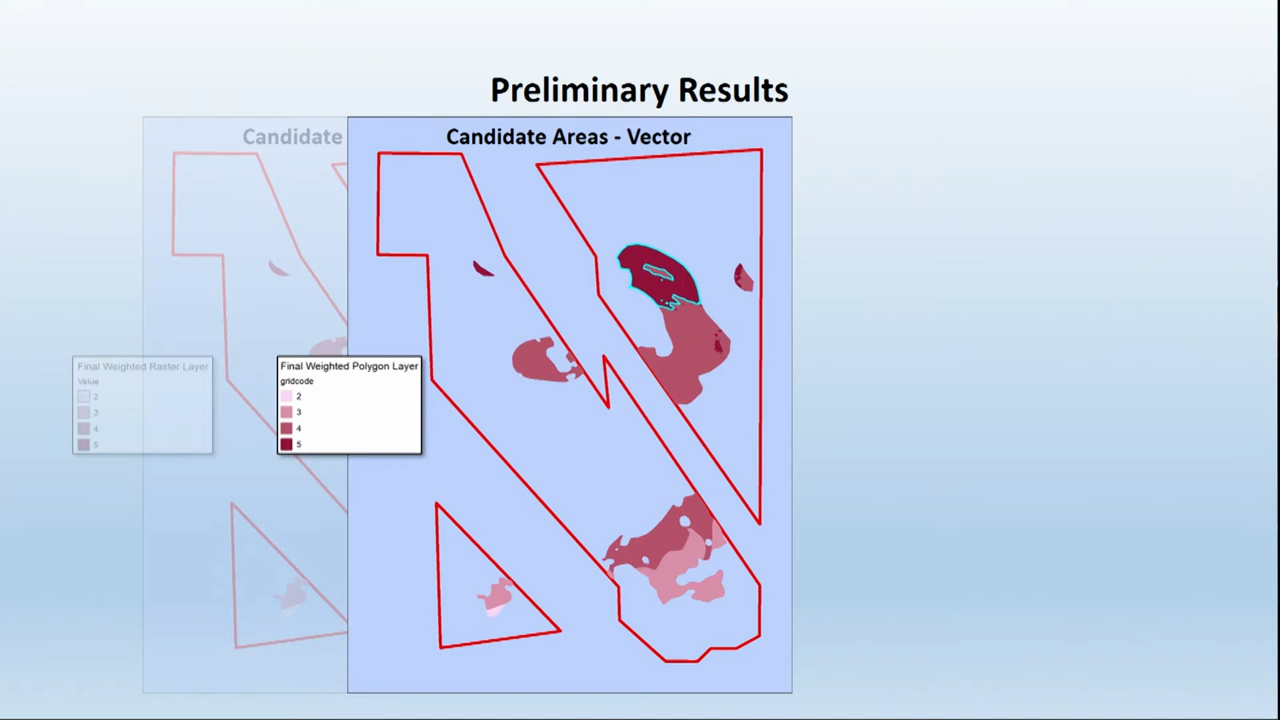 Preliminary Results
Candidate
Candidate Areas - Vector
Final Weighted Raster Layer
Value
2
3
4
5
Final Weighted Polygon Layer
gridcode
2
3
4
5